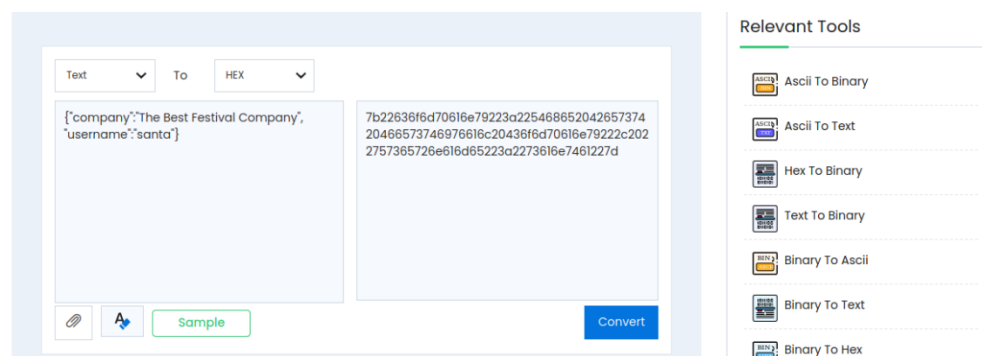 Relevant Tools
Text To HEX
{"company":"The Best Festival Company",
"username":"santa"}
7b22636f6d70616e79223a225468652042657374
20466573746976616c20436f6d70616e79222c202
2757365726e616d65223a2273616e7461227d
Sample
Convert
Ascii To Binary
Ascii To Text
Hex To Binary
Text To Binary
Binary To Ascii
Binary To Text
Binary To Hex